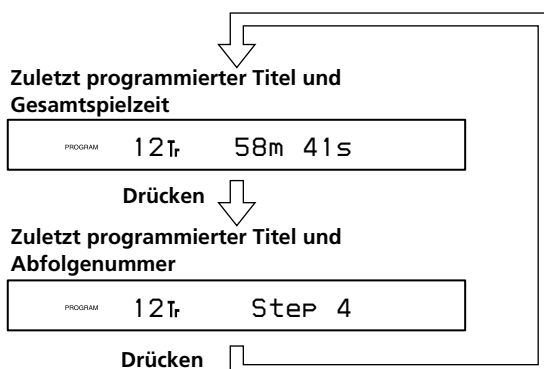 Zuletzt programmierter Titel und
Gesamtspielzeit
PROGRAM 12Tr 58m 41s
Drücken
Zuletzt programmierter Titel und
Abfolgenummer
PROGRAM 12Tr Step 4
Drücken